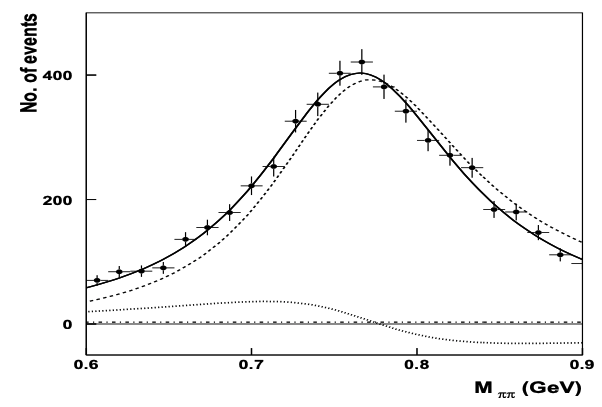 No. of events
400
200
0
0.6 0.7 0.8 0.9
M ππ (GeV)